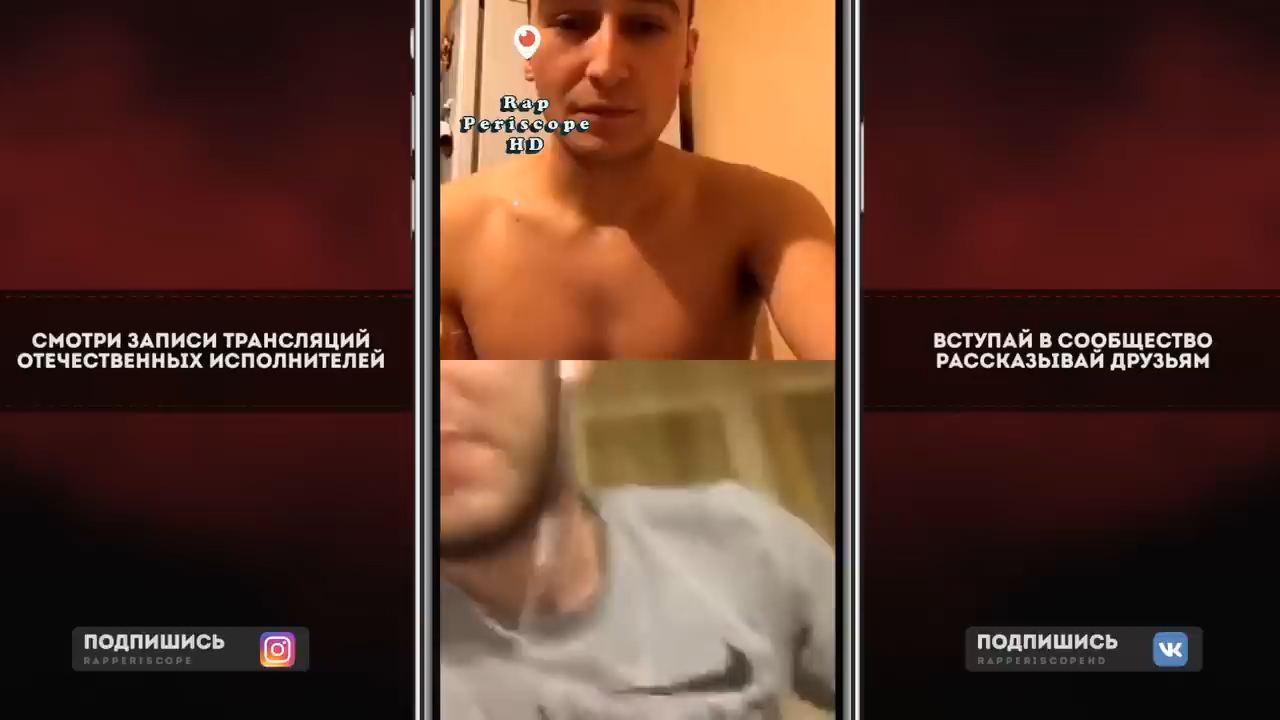 Rap
Periscope
HD
СМОТРИ ЗАПИСИ ТРАНСЛЯЦИЙ
ОТЕЧЕСТВЕННЫХ ИСПОЛНИТЕЛЕЙ
ВСТУПАЙ В СООБЩЕСТВО
РАССКАЗЫВАЙ ДРУЗЬЯМ
ПОДПИШИСЬ
RAPPERISCOPE
ПОДПИШИСЬ
RAPPERISCOPEHD